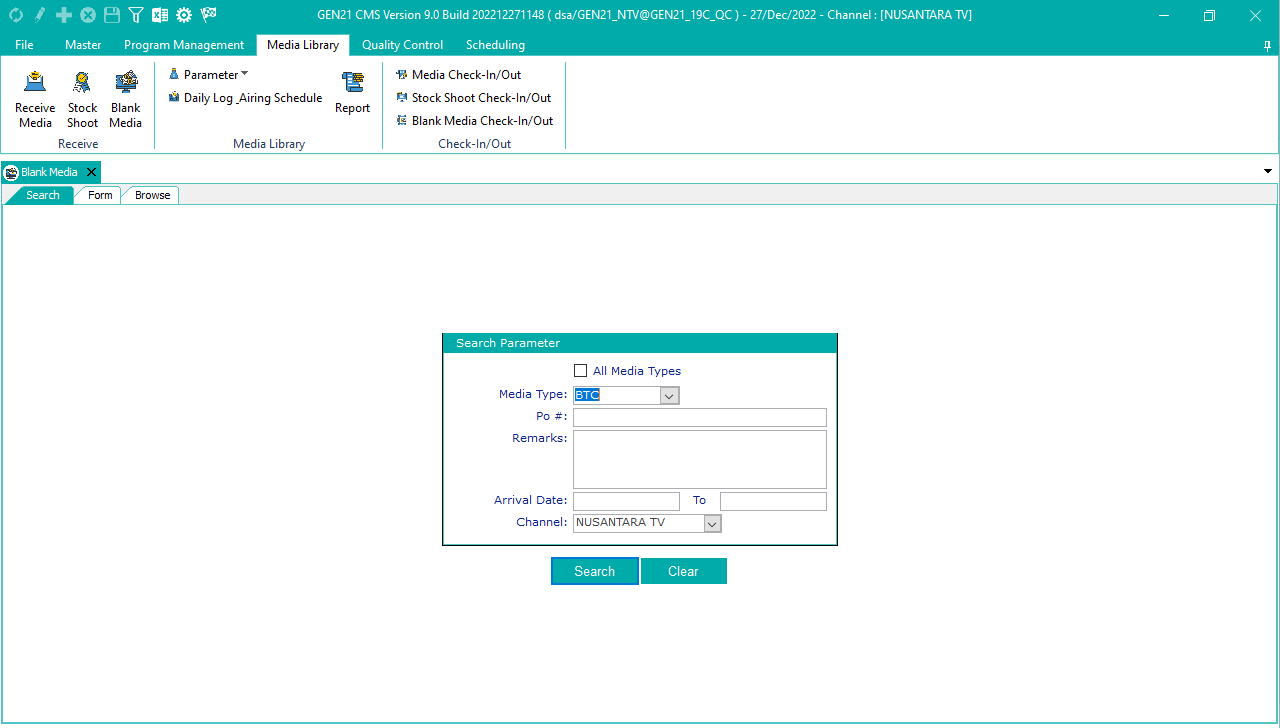 GEN21 CMS Version 9.0 Build 202212271148 ( dsa/GEN21_NTV@GEN21_19C_QC ) - 27/Dec/2022 - Channel : [NUSANTARA TV]
File Master Program Management Media Library Quality Control Scheduling
Receive Media
Stock Shoot
Blank Media
Receive
Parameter
Daily Log _Airing Schedule
Report
Media Library
Media Check-In/Out
Stock Shoot Check-In/Out
Blank Media Check-In/Out
Check-In/Out
Blank Media
Search Form Browse
Search Parameter
All Media Types
Media Type: BTC
Po #:
Remarks:
Arrival Date: To
Channel: NUSANTARA TV
Search Clear